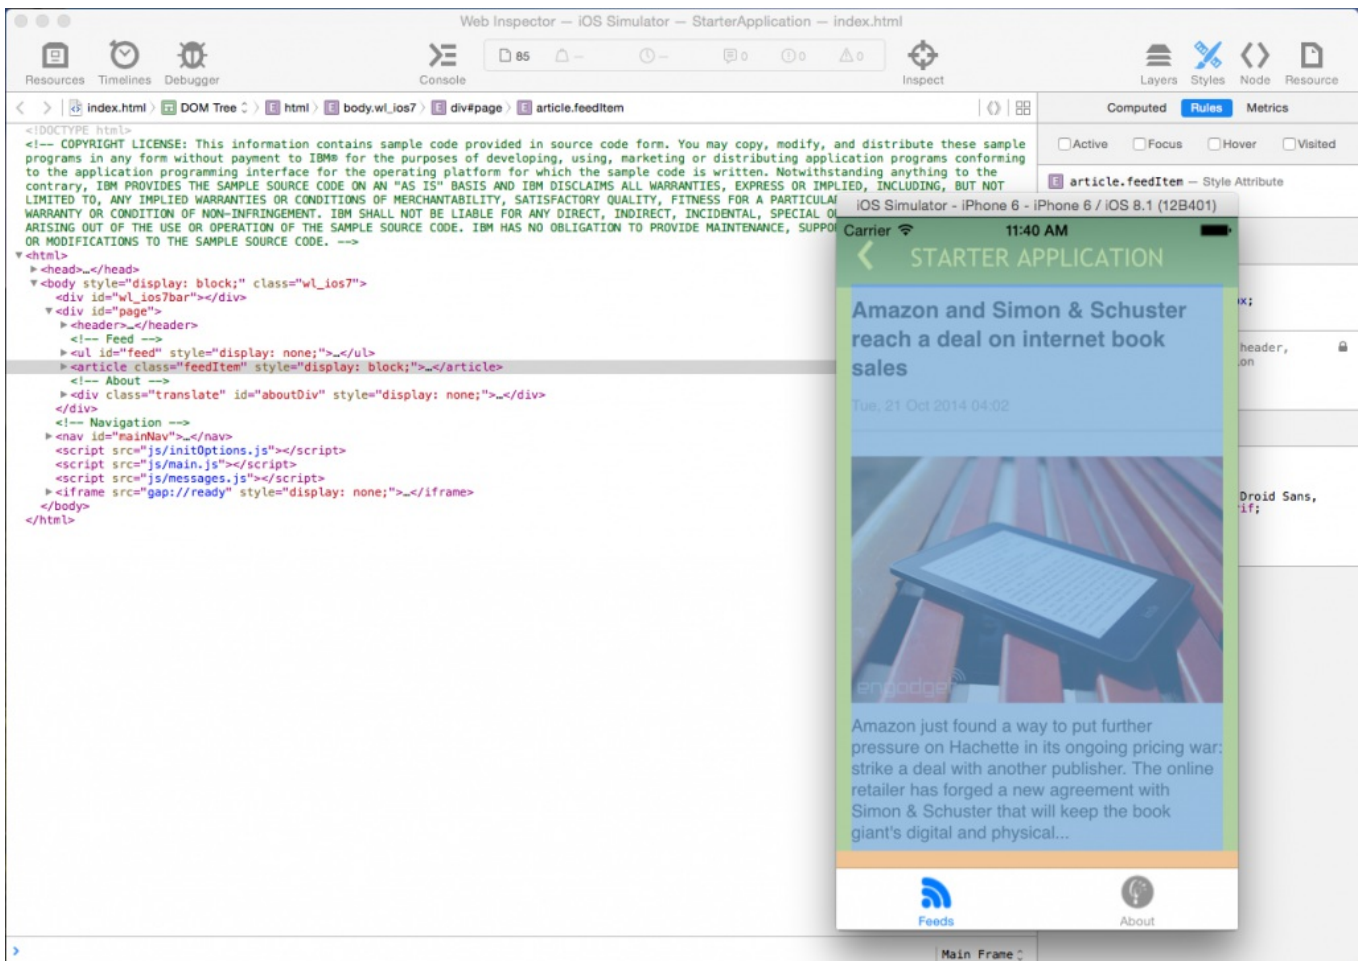 Web Inspector — iOS Simulator — StarterApplication — index.html
Resources Timelines Debugger Console 85 – – 0 0 0 Inspect Layers Styles Node Resource
index.html DOM Tree html body.wl_ios7 div#page article.feedItem
Computed Rules Metrics
Active Focus Hover Visited
article.feedItem — Style Attribute
<!DOCTYPE html>
<!-- COPYRIGHT LICENSE: This information contains sample code provided in source code form. You may copy, modify, and distribute these sample
programs in any form without payment to IBM® for the purposes of developing, using, marketing or distributing application programs conforming
to the application programming interface for the operating platform for which the sample code is written. Notwithstanding anything to the
contrary, IBM PROVIDES THE SAMPLE SOURCE CODE ON AN "AS IS" BASIS AND IBM DISCLAIMS ALL WARRANTIES, EXPRESS OR IMPLIED, INCLUDING, BUT NOT
LIMITED TO, ANY IMPLIED WARRANTIES OR CONDITIONS OF MERCHANTABILITY, SATISFACTORY QUALITY, FITNESS FOR A PARTICULA
WARRANTY OR CONDITION OF NON-INFRINGEMENT. IBM SHALL NOT BE LIABLE FOR ANY DIRECT, INDIRECT, INCIDENTAL, SPECIAL O
ARISING OUT OF THE USE OR OPERATION OF THE SAMPLE SOURCE CODE. IBM HAS NO OBLIGATION TO PROVIDE MAINTENANCE, SUPPO
OR MODIFICATIONS TO THE SAMPLE SOURCE CODE. -->
<html>
<head>…</head>
<body style="display: block;" class="wl_ios7">
<div id="wl_ios7bar"></div>
<div id="page">
<header>…</header>
<!-- Feed -->
<ul id="feed" style="display: none;">…</ul>
<article class="feedItem" style="display: block;">…</article>
<!-- About -->
<div class="translate" id="aboutDiv" style="display: none;">…</div>
</div>
<!-- Navigation -->
<nav id="mainNav">…</nav>
<script src="js/initOptions.js"></script>
<script src="js/main.js"></script>
<script src="js/messages.js"></script>
<iframe src="gap://ready" style="display: none;">…</iframe>
</body>
</html>
iOS Simulator - iPhone 6 - iPhone 6 / iOS 8.1 (12B401)
Carrier 11:40 AM
STARTER APPLICATION
Amazon and Simon & Schuster
reach a deal on internet book
sales
Tue, 21 Oct 2014 04:02
engadget
Amazon just found a way to put further
pressure on Hachette in its ongoing pricing war:
strike a deal with another publisher. The online
retailer has forged a new agreement with
Simon & Schuster that will keep the book
giant's digital and physical...
Feeds About
x;
header,
on
Droid Sans,
if;
Main Frame